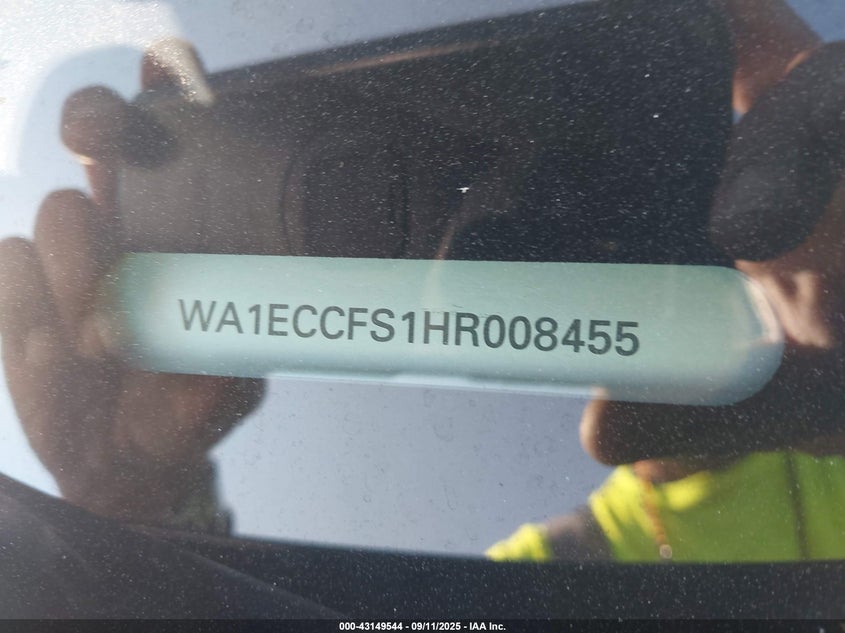 WA1ECCFS1HR008455
000-43149544 - 09/11/2025 - IAA Inc.